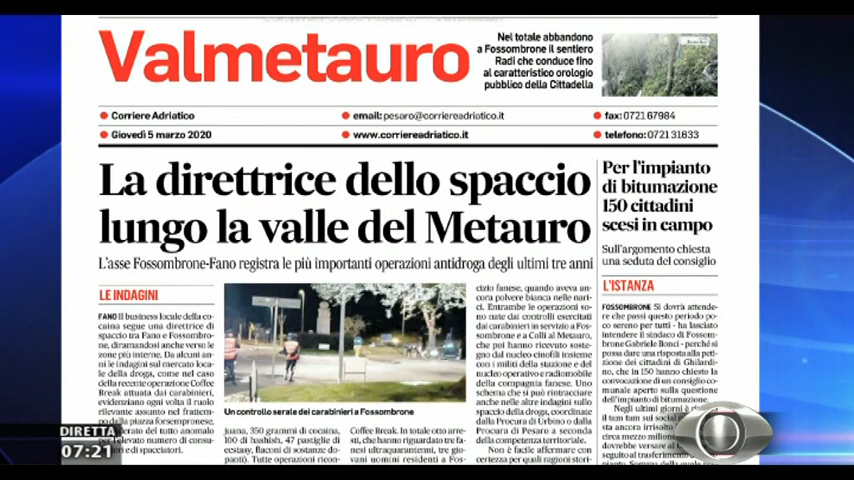 Valmetauro
Nel totale abbandono
a Fossombrone il sentiero
Radi che conduce fino
al caratteristico orologio
pubblico della Cittadella
Corriere Adriatico
email: pesaro@corriereadriatico.it
fax: 0721 67984
Giovedì 5 marzo 2020
www.corriereadriatico.it
telefono: 0721 31633
La direttrice dello spaccio
lungo la valle del Metauro
L'asse Fossombrone-Fano registra le più importanti operazioni antidroga degli ultimi tre anni
LE INDAGINI
FANO Il business locale della co-
caina segue una direttrice di
spaccio tra Fano e Fossombro-
ne, diramandosi anche verso le
zone più interne. Da alcuni an-
ni le indagini sul mercato loca-
le della droga, come nel caso
della recente operazione Coffee
Break attuata dai carabinieri,
evidenziano ogni volta il ruolo
rilevante assunto nel frattem-
po dalla piazza forsempronese,
del tutto anomalo
per l'elevato numero di consu-
e di spacciatori.
Un controllo serale dei carabinieri a Fossombrone
juana, 350 grammi di cocaina,
100 di hashish, 47 pastiglie di
ecstasy, flaconi di sostanze do-
panti). Tutte operazioni ricon-
Coffee Break. In totale otto arre-
sti, che hanno riguardato tre fa-
nesi ultraquarantenni, tre gio-
vani uomini residenti a Fos-
cizio fanese, quando aveva an-
cora polvere bianca nelle nari-
ci. Entrambe le operazioni so-
no nate dai controlli esercitati
dai carabinieri in servizio a Fos-
sombrone e a Colli al Metauro,
che poi hanno ricevuto soste-
gno dal nucleo cinofili insieme
con i militi della stazione e del
nucleo operativo e radiomobile
della compagnia fanese. Uno
schema che si può rintracciare
anche nelle altre indagini sullo
spaccio della droga, coordinate
dalla Procura di Urbino o dalla
Procura di Pesaro a seconda
della competenza territoriale.
Non è facile affermare con
certezza per quali ragioni stori-
Per l'impianto
di bitumazione
150 cittadini
scesi in campo
Sull'argomento chiesta
una seduta del consiglio
L'ISTANZA
FOSSOMBRONE Si dovrà attende-
re che passi questo periodo po-
co sereno per tutti - ha lasciato
intendere il sindaco di Fossom-
brone Gabriele Bonci - perché si
possa dare una risposta alla peti-
zione dei cittadini di Ghilardi-
no, che in 150 hanno chiesto la
convocazione di un consiglio co-
munale aperto sulla questione
dell'impianto di bitumazione.
Negli ultimi giorni è
il tam tam sui social
sta ancora irrisolto
circa mezzo milione
dovrebbe versare al
seguito al trasferimento
DIRETTA
07:21